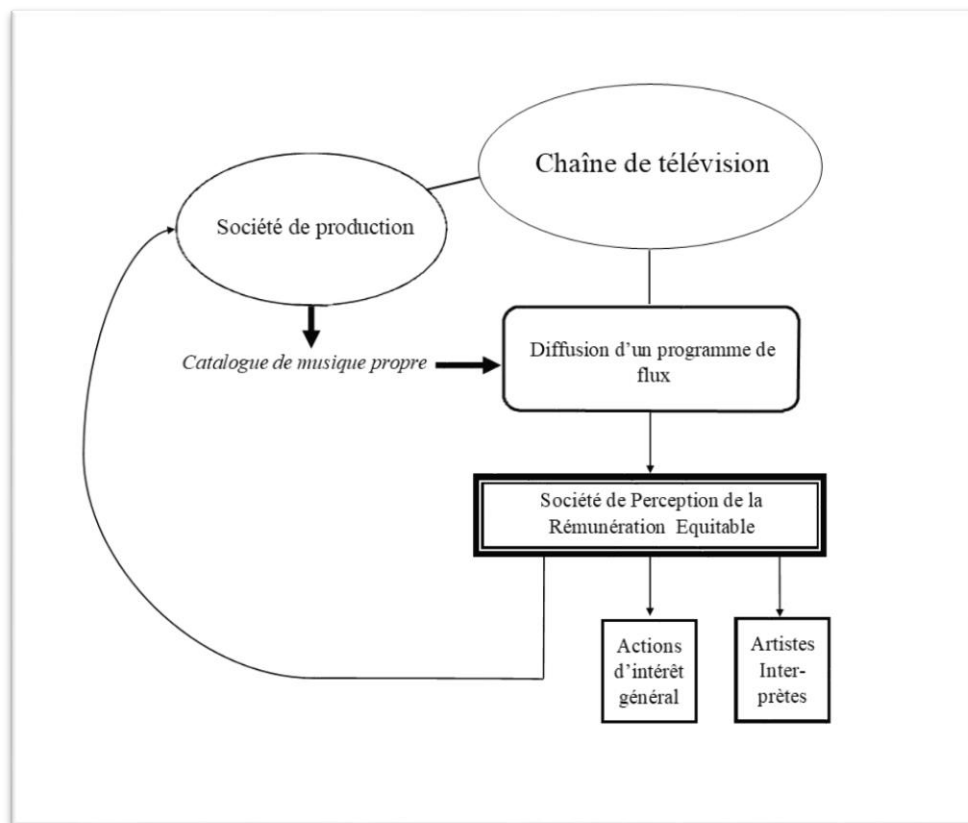 Chaîne de télévision
Société de production
Catalogue de musique propre
Diffusion d’un programme de
flux
Société de Perception de la
Rémunération Equitable
Actions
d’intérêt
général
Artistes
Inter-
prètes